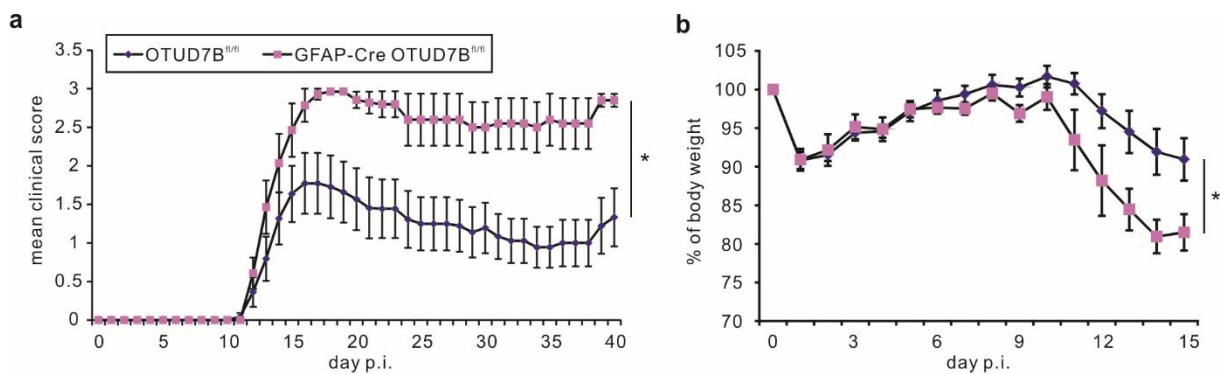 a
OTUD7B^fl/fl GFAP-Cre OTUD7B^fl/fl
mean clinical score
3.5
3
2.5
2
1.5
1
0.5
0
0 5 10 15 20 25 30 35 40
day p.i.
*
b
% of body weight
105
100
95
90
85
80
75
70
0 3 6 9 12 15
day p.i.
*